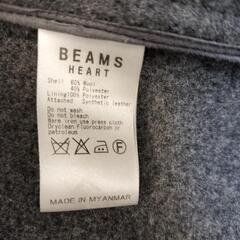 BEAMS
HEART
Shell 60% Wool
40% Polyester
Lining100% Polyester
Attached Synthetic leather
Do not wash
Do not bleach
Warm iron use press cloth
Dryclean fluorocarbon or
petroleum
F
MADE IN MYANMAR